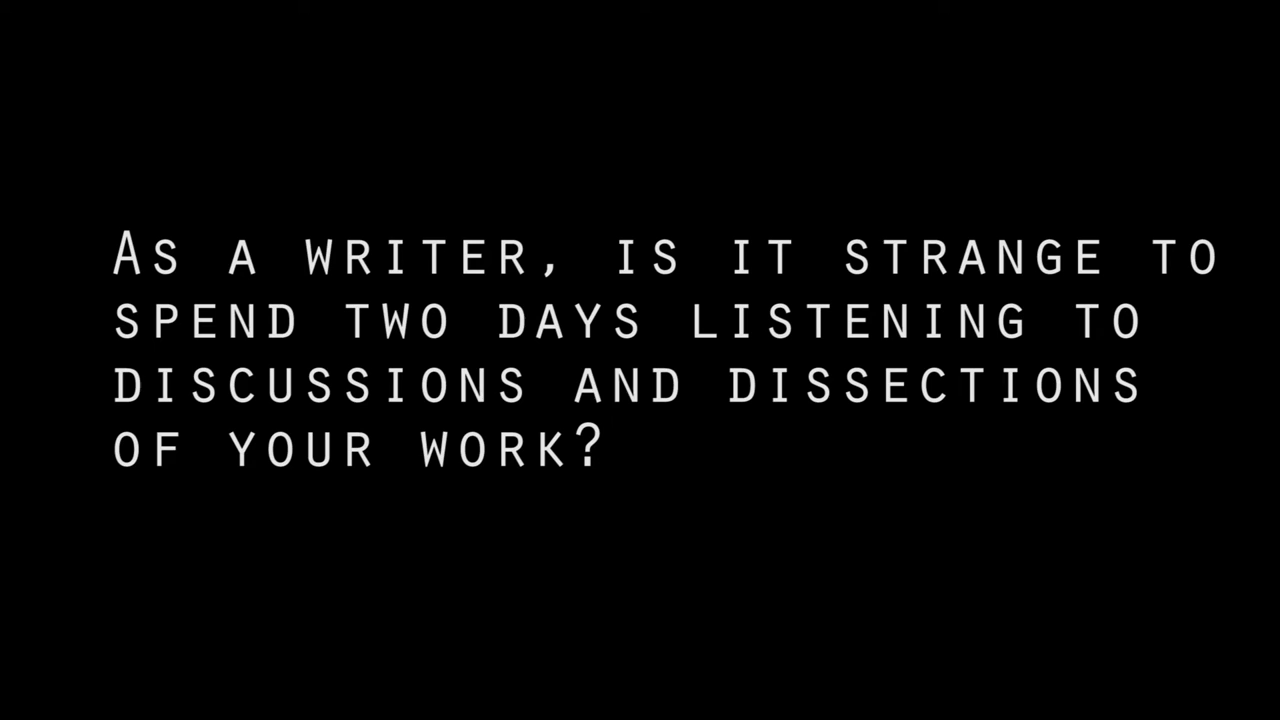 As a writer, is it strange to
spend two days listening to
discussions and dissections
of your work?